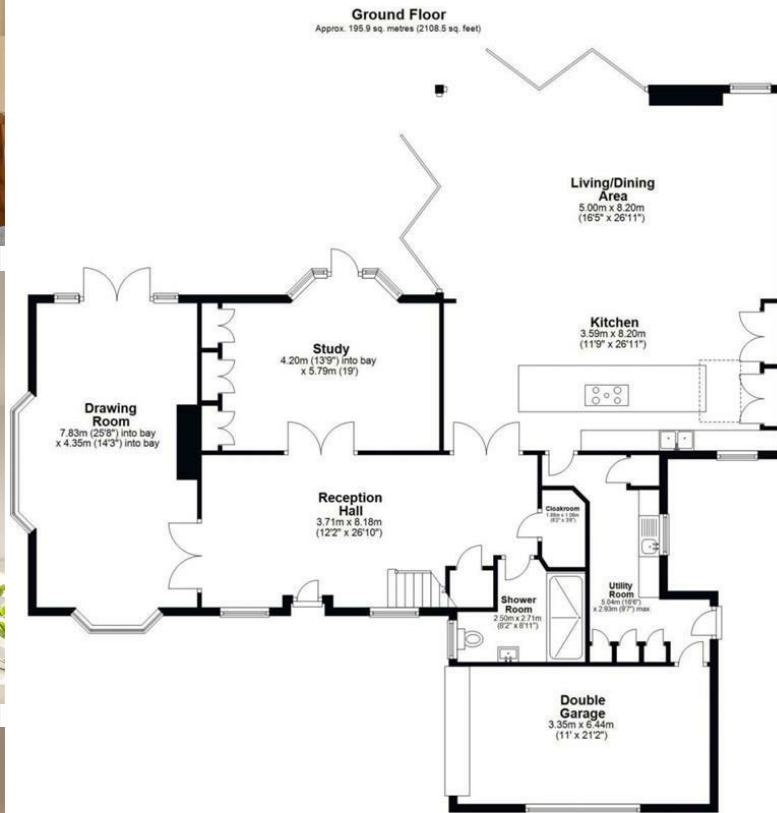 Ground Floor
Approx. 195.9 sq. metres (2108.5 sq. feet)
Living/Dining
Area
5.00m x 8.20m
(16'5" x 26'11")
Kitchen
3.59m x 8.20m
(11'9" x 26'11")
Study
4.20m (13'9") into bay
x 5.79m (19')
Drawing
Room
7.83m (25'8") into bay
x 4.35m (14'3") into bay
Reception
Hall
3.71m x 8.18m
(12'2" x 26'10")
Cloakroom
Utility
Room
5.04m (16'6")
x 2.93m (9'7") max
Shower
Room
2.50m x 2.71m
(8'2" x 8'11")
Double
Garage
3.35m x 6.44m
(11' x 21'2")